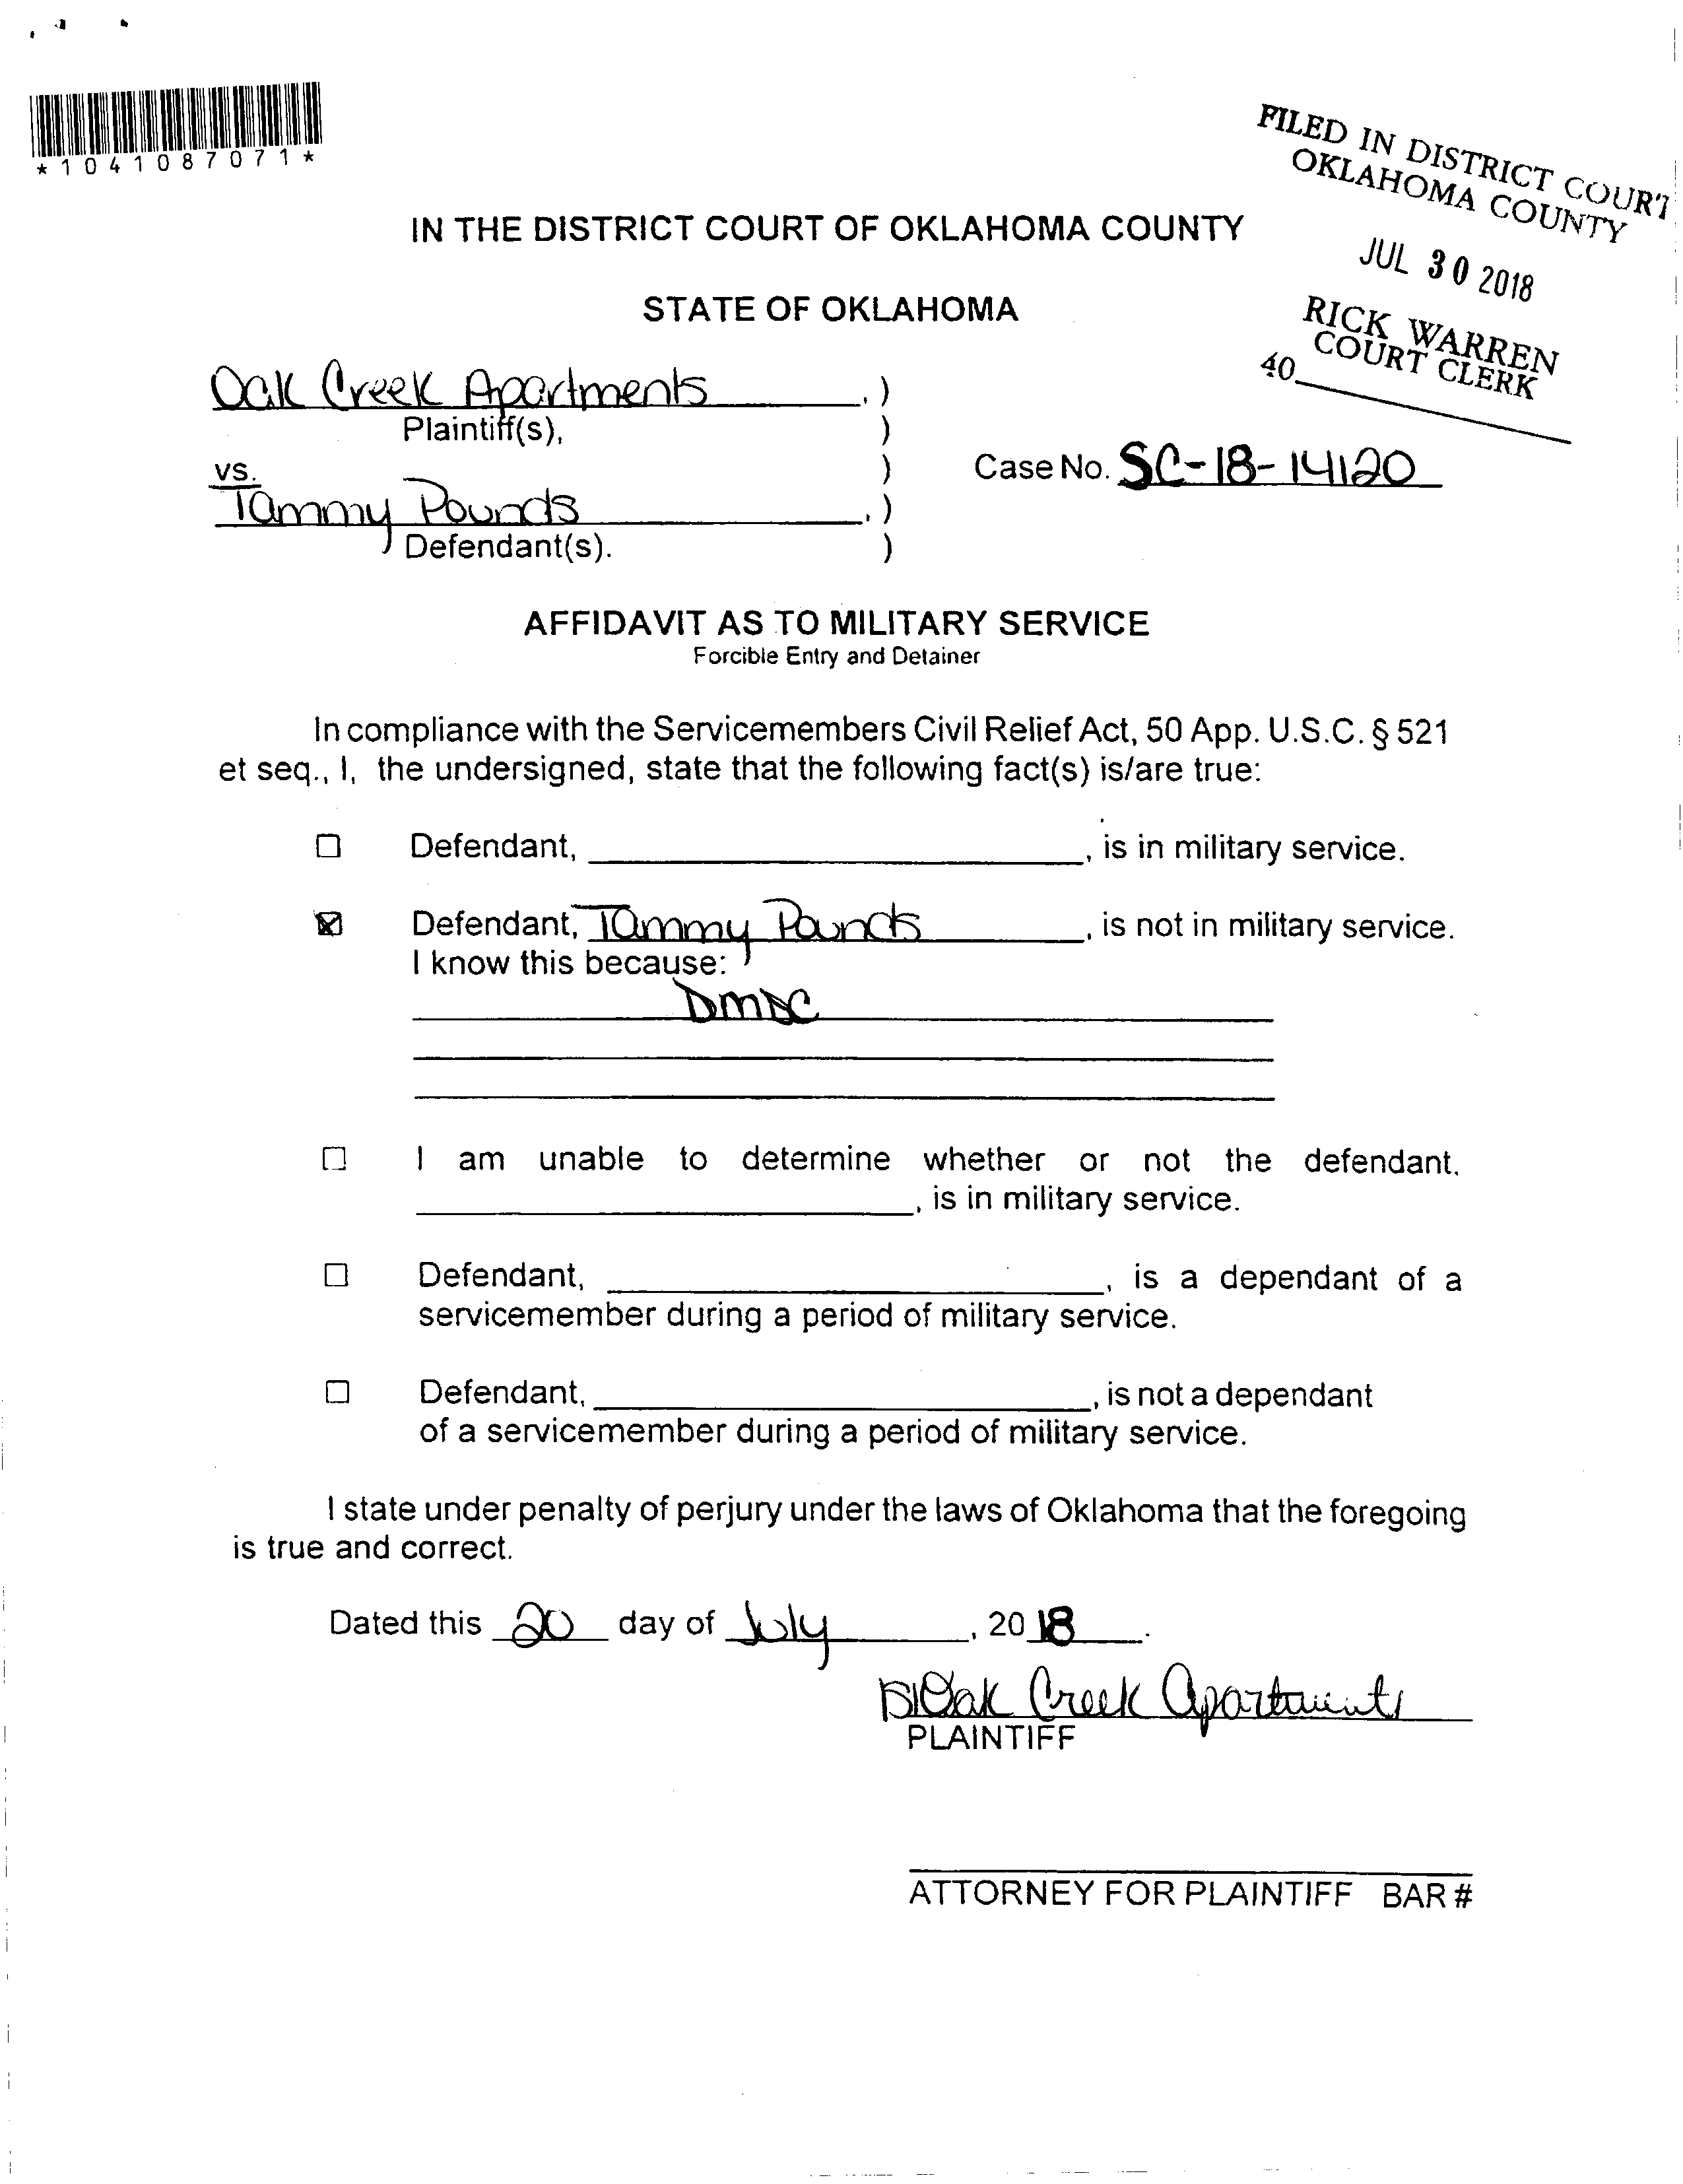 *1041087071*
FILED IN DISTRICT COURT
OKLAHOMA COUNTY
JUL 30 2018
RICK WARREN
COURT CLERK
40
IN THE DISTRICT COURT OF OKLAHOMA COUNTY
STATE OF OKLAHOMA
Oak Creek Apartments , )
Plaintiff(s), )
vs. )
Case No. SC-18-14120
Tammy Pounds , )
Defendant(s). )
AFFIDAVIT AS TO MILITARY SERVICE
Forcible Entry and Detainer
In compliance with the Servicemembers Civil Relief Act, 50 App. U.S.C. § 521
et seq., I, the undersigned, state that the following fact(s) is/are true:
☐ Defendant, , is in military service.
☒ Defendant, Tammy Pounds , is not in military service.
I know this because:
DMDC
☐ I am unable to determine whether or not the defendant.
, is in military service.
☐ Defendant, , is a dependant of a
servicemember during a period of military service.
☐ Defendant, , is not a dependant
of a servicemember during a period of military service.
I state under penalty of perjury under the laws of Oklahoma that the foregoing
is true and correct.
Dated this 20 day of July , 20 18 .
Oak Creek Apartments
PLAINTIFF
ATTORNEY FOR PLAINTIFF BAR #